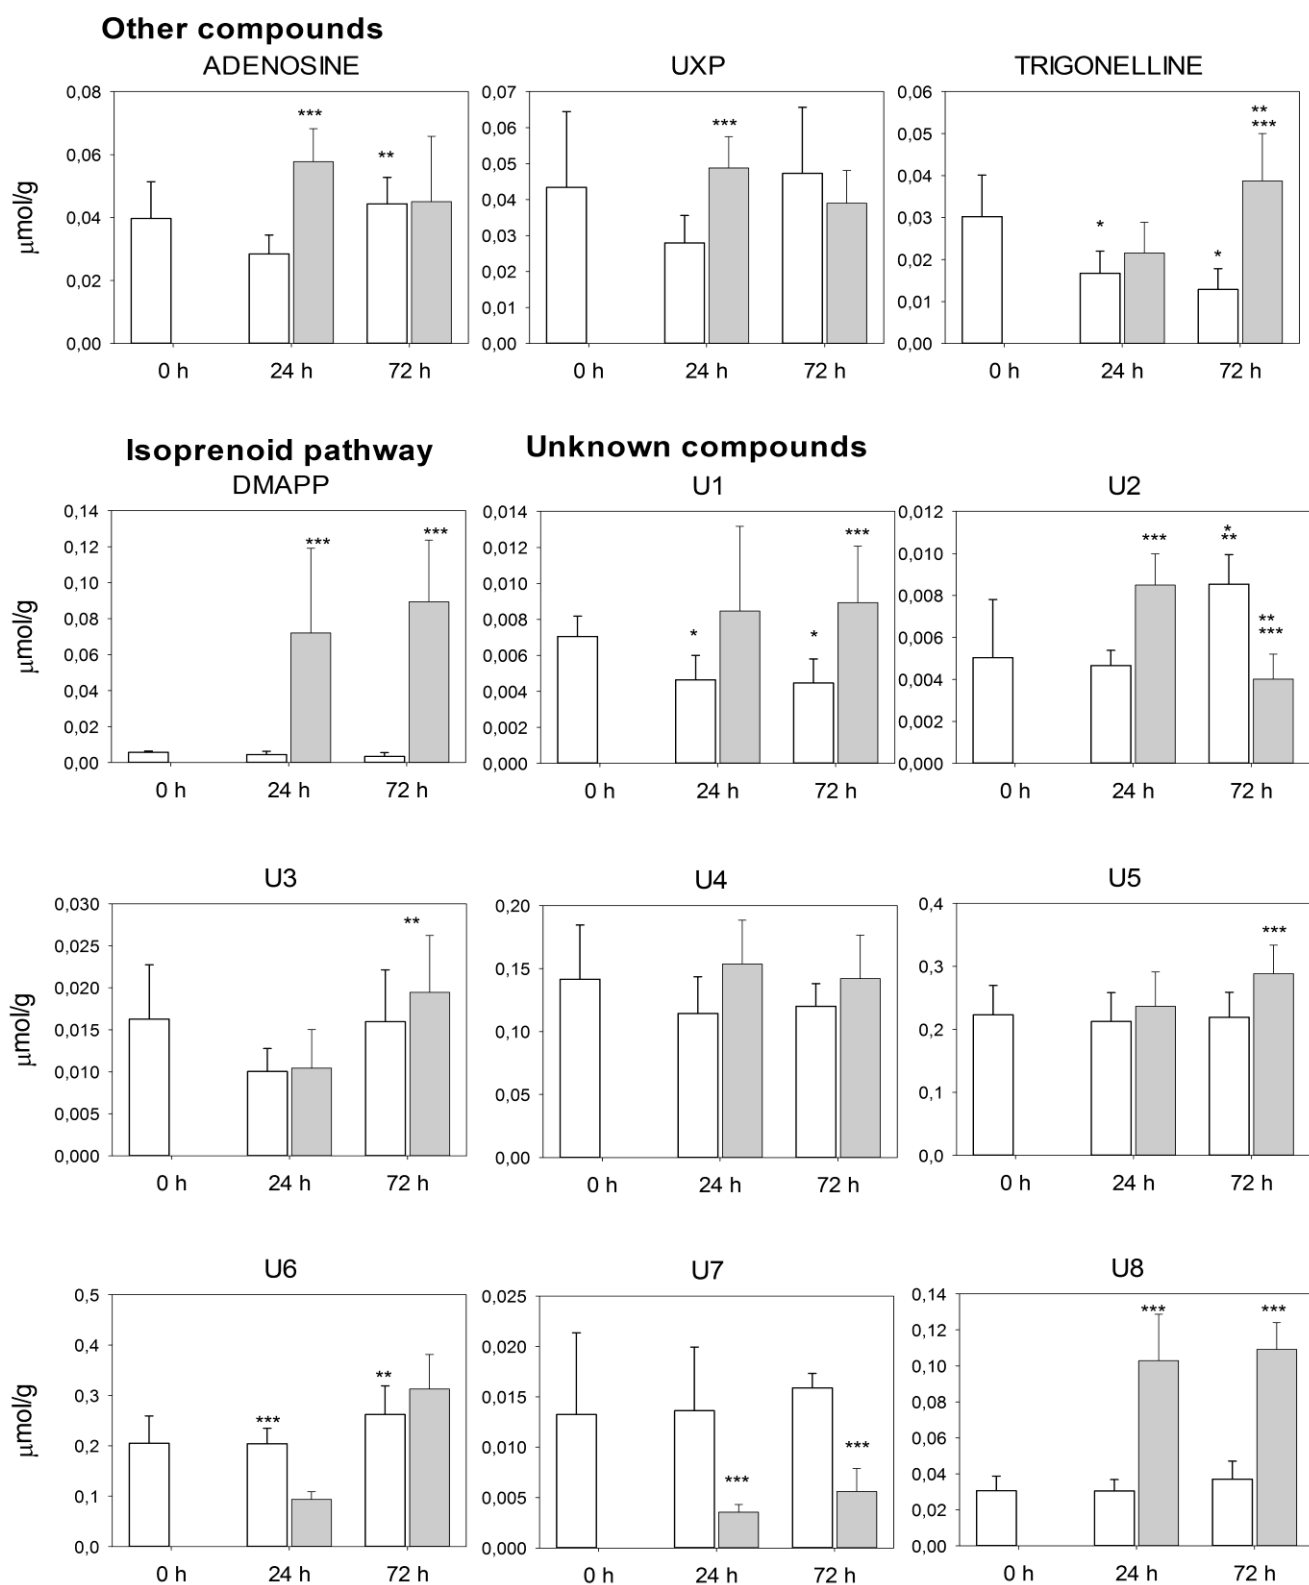 Other compounds
ADENOSINE
UXP
TRIGONELLINE
μmol/g
0,08
0,06
0,04
0,02
0,00
***
**
0 h
24 h
72 h
0,07
0,06
0,05
0,04
0,03
0,02
0,01
0,00
***
0 h
24 h
72 h
0,06
0,05
0,04
0,03
0,02
0,01
0,00
*
*
**
***
0 h
24 h
72 h
Isoprenoid pathway
Unknown compounds
DMAPP
U1
U2
μmol/g
0,14
0,12
0,10
0,08
0,06
0,04
0,02
0,00
***
***
0 h
24 h
72 h
0,014
0,012
0,010
0,008
0,006
0,004
0,002
0,000
*
*
***
0 h
24 h
72 h
0,012
0,010
0,008
0,006
0,004
0,002
0,000
***
*
**
**
***
0 h
24 h
72 h
U3
U4
U5
μmol/g
0,030
0,025
0,020
0,015
0,010
0,005
0,000
**
0 h
24 h
72 h
0,20
0,15
0,10
0,05
0,00
0 h
24 h
72 h
0,4
0,3
0,2
0,1
0,0
***
0 h
24 h
72 h
U6
U7
U8
μmol/g
0,5
0,4
0,3
0,2
0,1
0,0
***
**
0 h
24 h
72 h
0,025
0,020
0,015
0,010
0,005
0,000
***
***
0 h
24 h
72 h
0,14
0,12
0,10
0,08
0,06
0,04
0,02
0,00
***
***
0 h
24 h
72 h